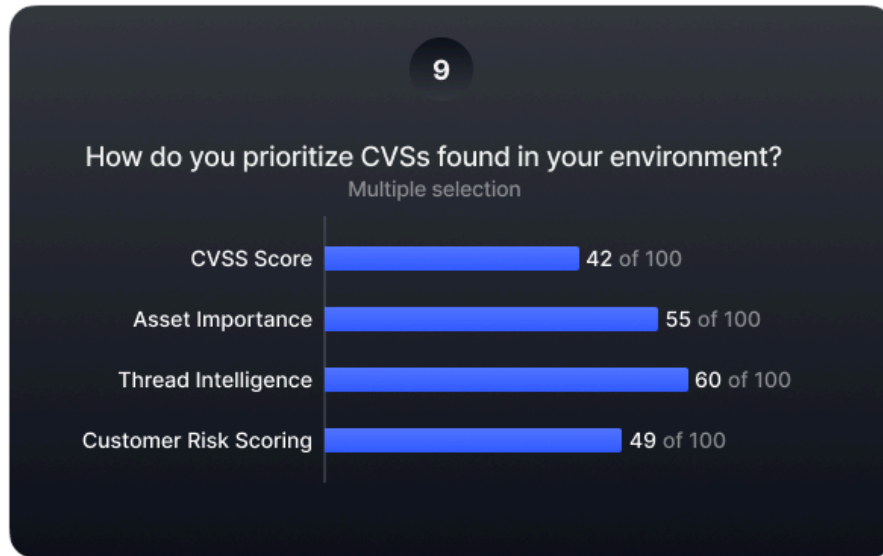 9
How do you prioritize CVSs found in your environment?
Multiple selection
CVSS Score 42 of 100
Asset Importance 55 of 100
Thread Intelligence 60 of 100
Customer Risk Scoring 49 of 100